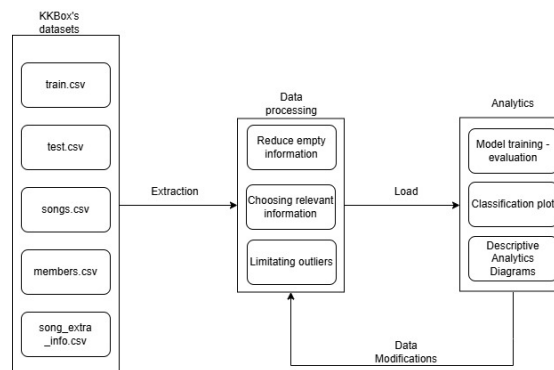 KKBox's
datasets
train.csv
test.csv
songs.csv
members.csv
song_extra
_info.csv
Extraction
Data
processing
Reduce empty
information
Choosing relevant
information
Limitating outliers
Load
Analytics
Model training -
evaluation
Classification plot
Descriptive
Analytics
Diagrams
Data
Modifications